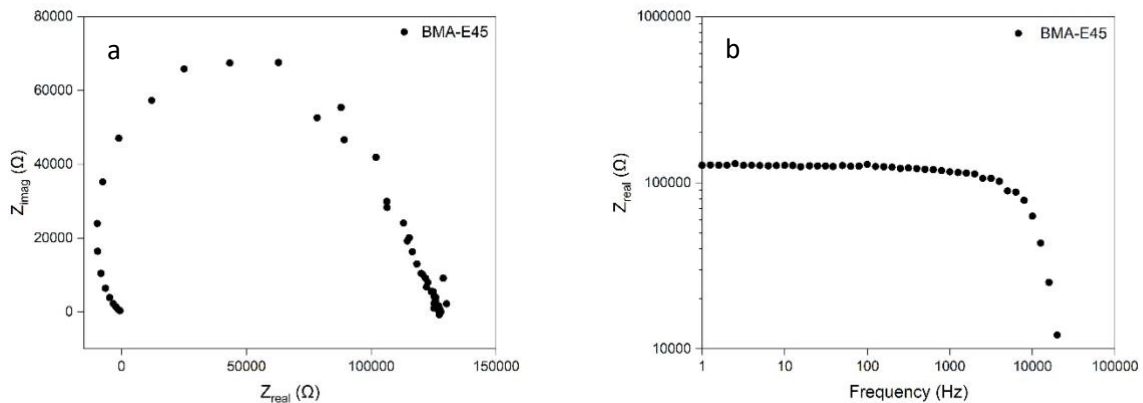 a
BMA-E45
80000
60000
40000
20000
0
Z_imag (Ω)
0
50000
100000
150000
Z_real (Ω)
b
BMA-E45
1000000
100000
10000
Z_real (Ω)
1
10
100
1000
10000
100000
Frequency (Hz)